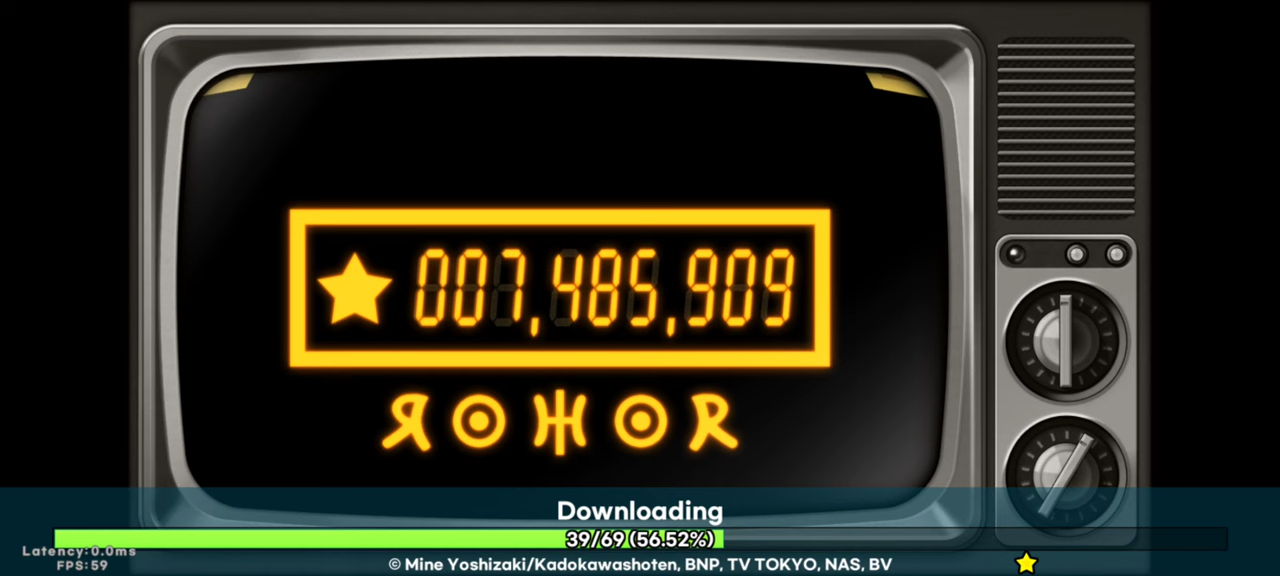 ★ 007,485,909
Downloading
39/69 (56.52%)
Latency:0.0ms
FPS:59
© Mine Yoshizaki/Kadokawashoten, BNP, TV TOKYO, NAS, BV